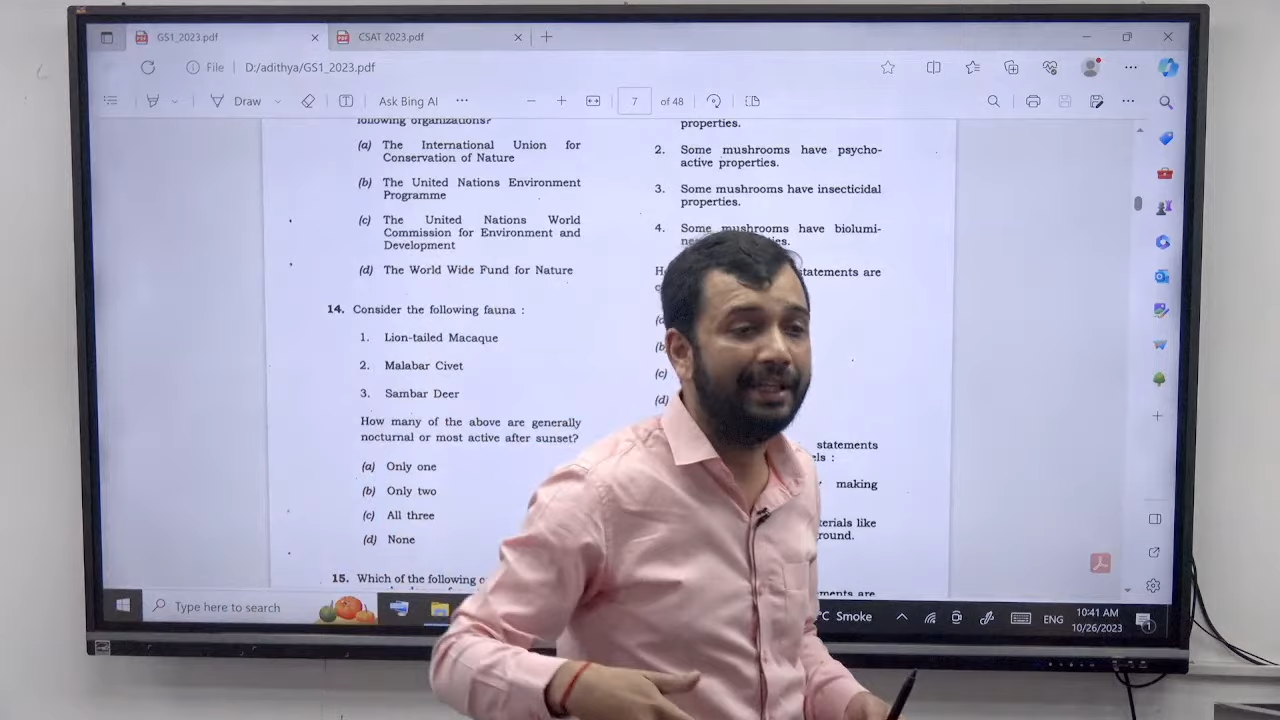 GS1_2023.pdf
CSAT 2023.pdf
File
D:/adithya/GS1_2023.pdf
Draw
Ask Bing AI
7
of 48
following organizations?
(a) The International Union for
Conservation of Nature
(b) The United Nations Environment
Programme
(c) The United Nations World
Commission for Environment and
Development
(d) The World Wide Fund for Nature
14. Consider the following fauna :
1. Lion-tailed Macaque
2. Malabar Civet
3. Sambar Deer
How many of the above are generally
nocturnal or most active after sunset?
(a) Only one
(b) Only two
(c) All three
(d) None
15. Which of the following
properties.
2. Some mushrooms have psycho-
active properties.
3. Some mushrooms have insecticidal
properties.
4. Some mushrooms have biolumi-
statements are
(b)
(c)
(d)
statements
making
like
Type here to search
Smoke
ENG
10:41 AM
10/26/2023